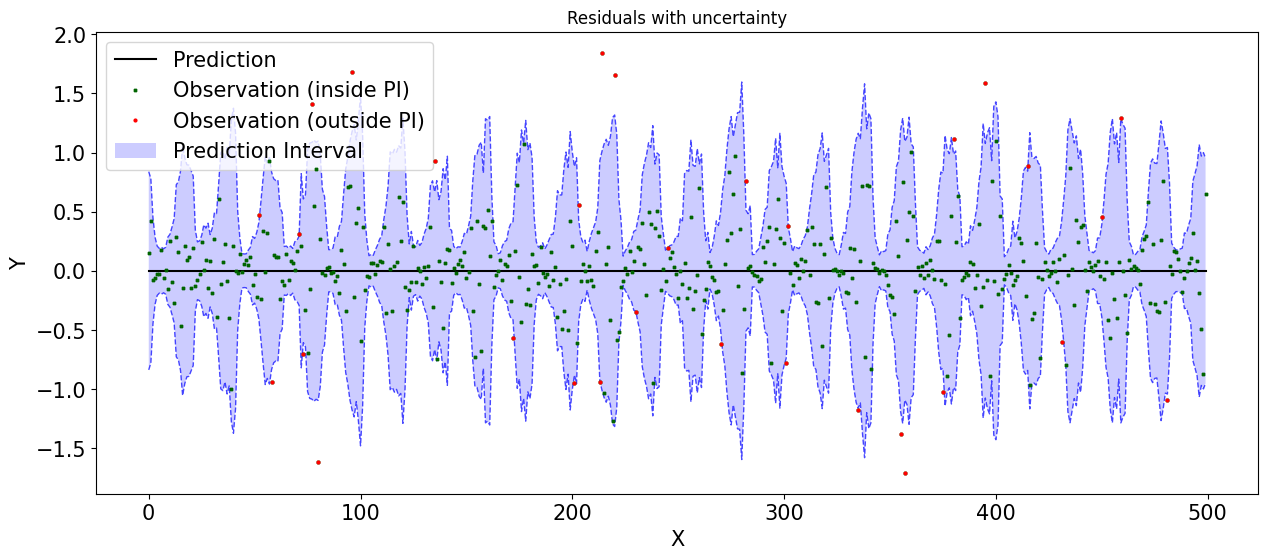 Residuals with uncertainty
2.0
1.5
1.0
0.5
0.0
−0.5
−1.0
−1.5
Y
Prediction
Observation (inside PI)
Observation (outside PI)
Prediction Interval
0 100 200 300 400 500
X